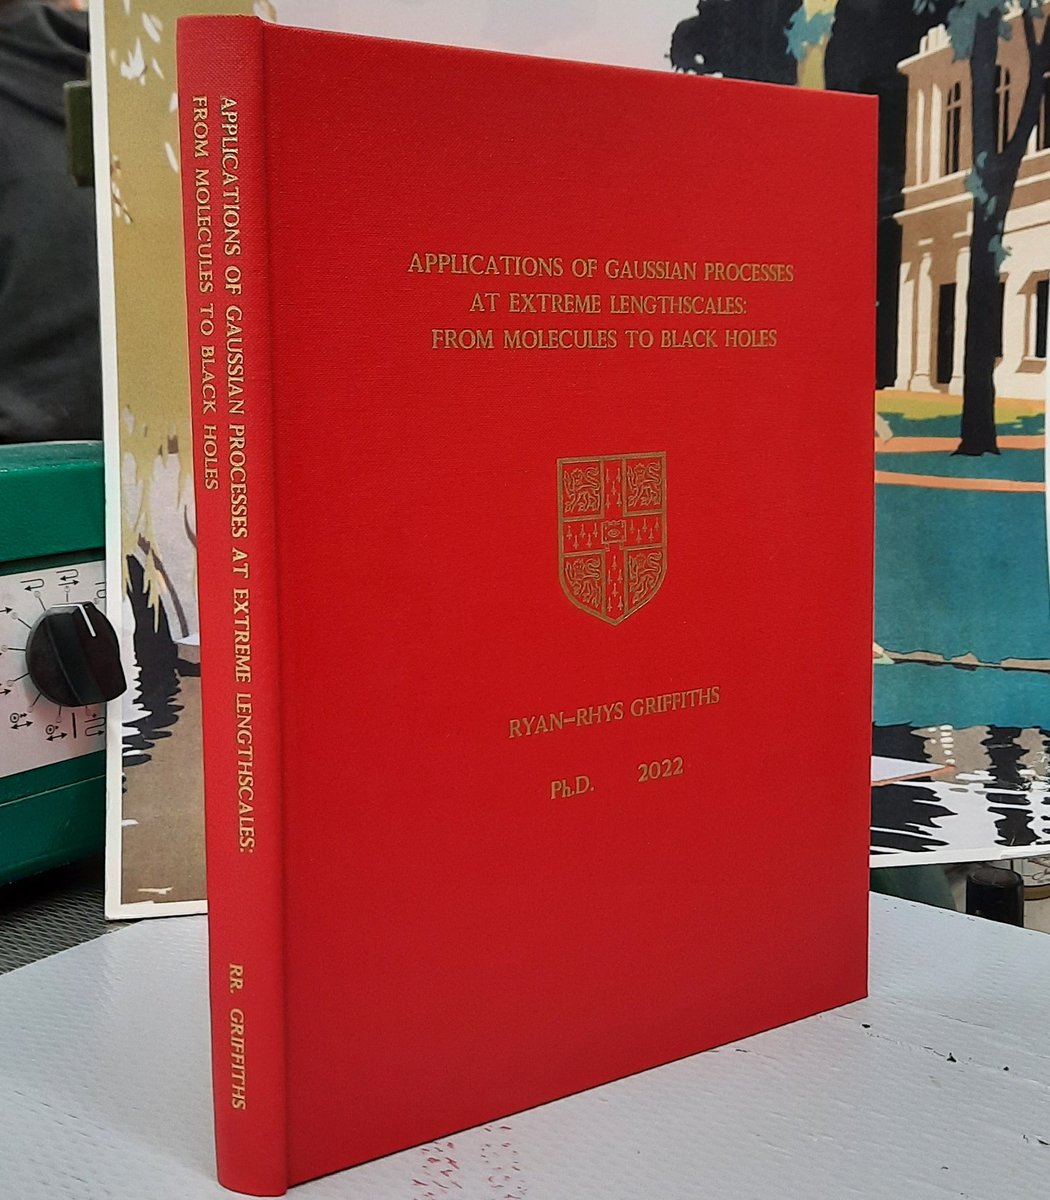 APPLICATIONS OF GAUSSIAN PROCESSES AT EXTREME LENGTHSCALES:
FROM MOLECULES TO BLACK HOLES
RR. GRIFFITHS
APPLICATIONS OF GAUSSIAN PROCESSES
AT EXTREME LENGTHSCALES:
FROM MOLECULES TO BLACK HOLES
RYAN-RHYS GRIFFITHS
Ph.D. 2022